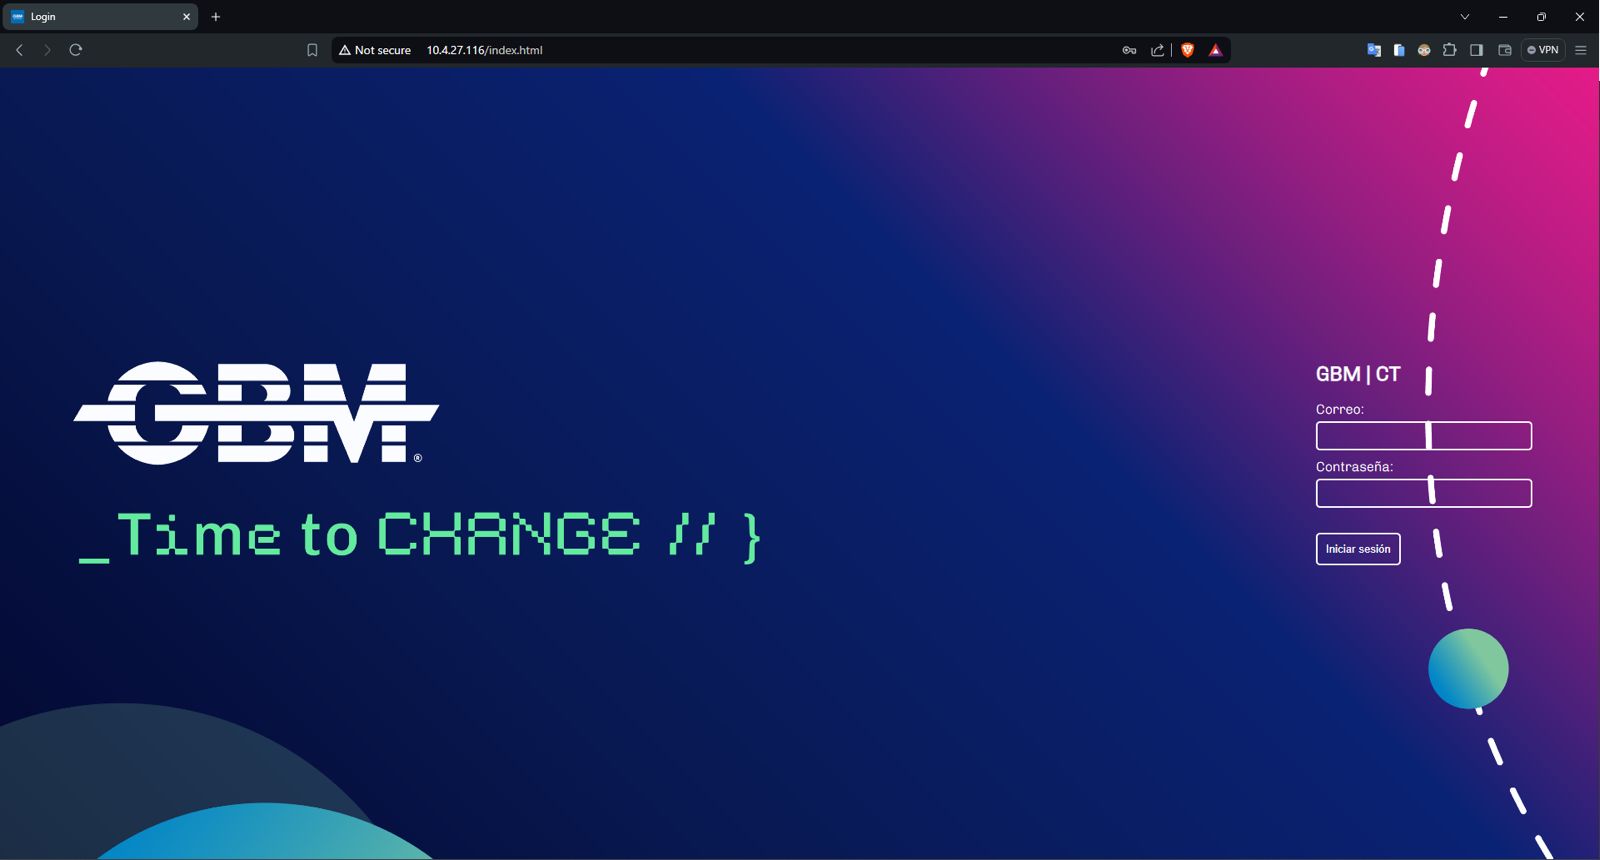 Login
Not secure 10.4.27.116/index.html
VPN
GBM®
_Time to CHANGE // }
GBM | CT
Correo:
Contraseña:
Iniciar sesión